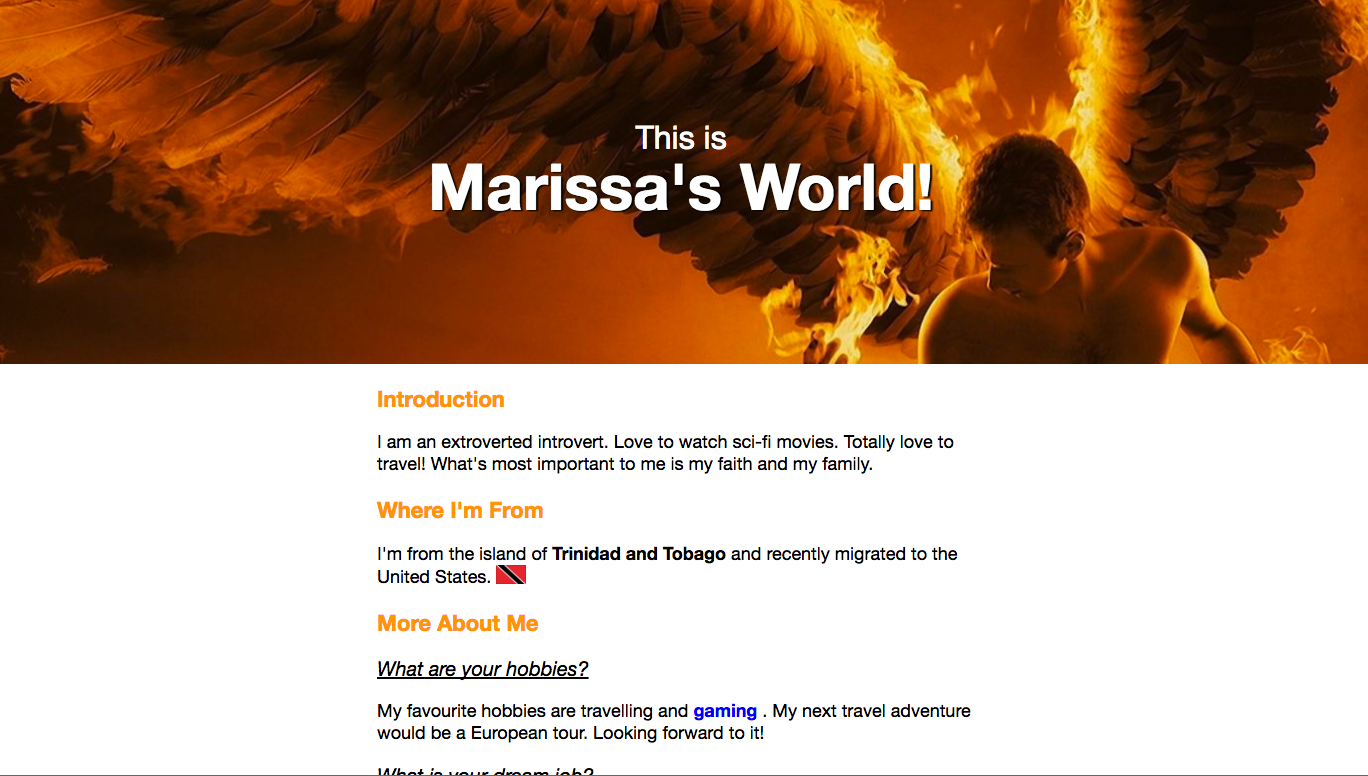 This is
Marissa's World!
Introduction
I am an extroverted introvert. Love to watch sci-fi movies. Totally love to
travel! What's most important to me is my faith and my family.
Where I'm From
I'm from the island of Trinidad and Tobago and recently migrated to the
United States.
More About Me
What are your hobbies?
My favourite hobbies are travelling and gaming . My next travel adventure
would be a European tour. Looking forward to it!
What is your dream job?